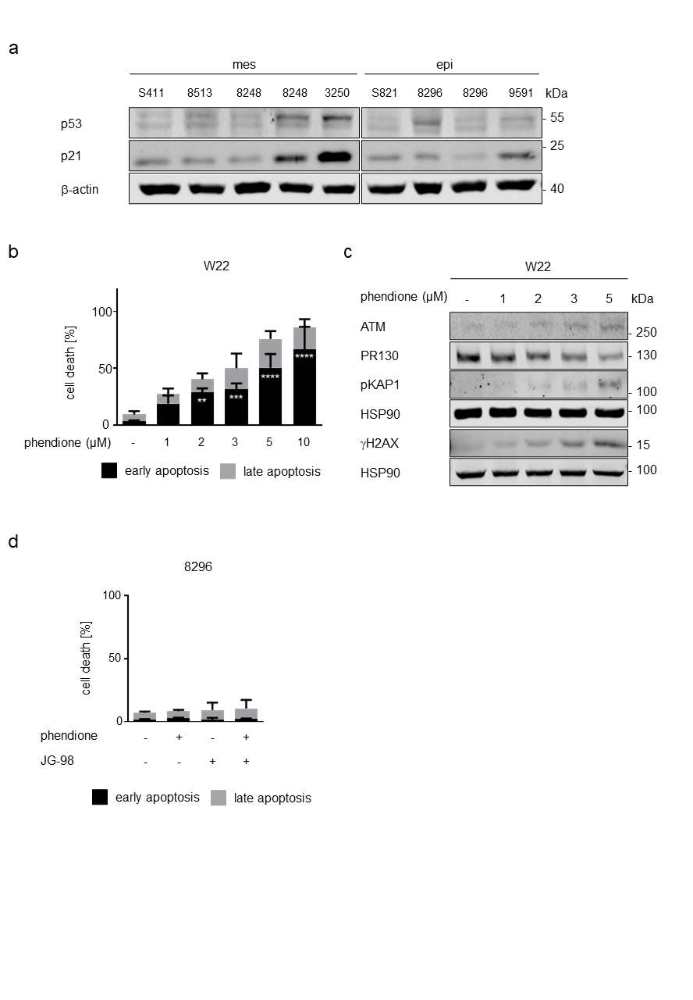 a
mes epi
S411 8513 8248 8248 3250 S821 8296 8296 9591 kDa
p53 - 55
p21 - 25
β-actin - 40
b
W22
cell death [%]
100
50
0
phendione (µM) - 1 2 3 5 10
** *** **** ****
early apoptosis late apoptosis
c
W22
phendione (µM) - 1 2 3 5 kDa
ATM - 250
PR130 - 130
pKAP1 - 100
HSP90 - 100
γH2AX - 15
HSP90 - 100
d
8296
cell death [%]
100
50
0
phendione - + - +
JG-98 - - + +
early apoptosis late apoptosis